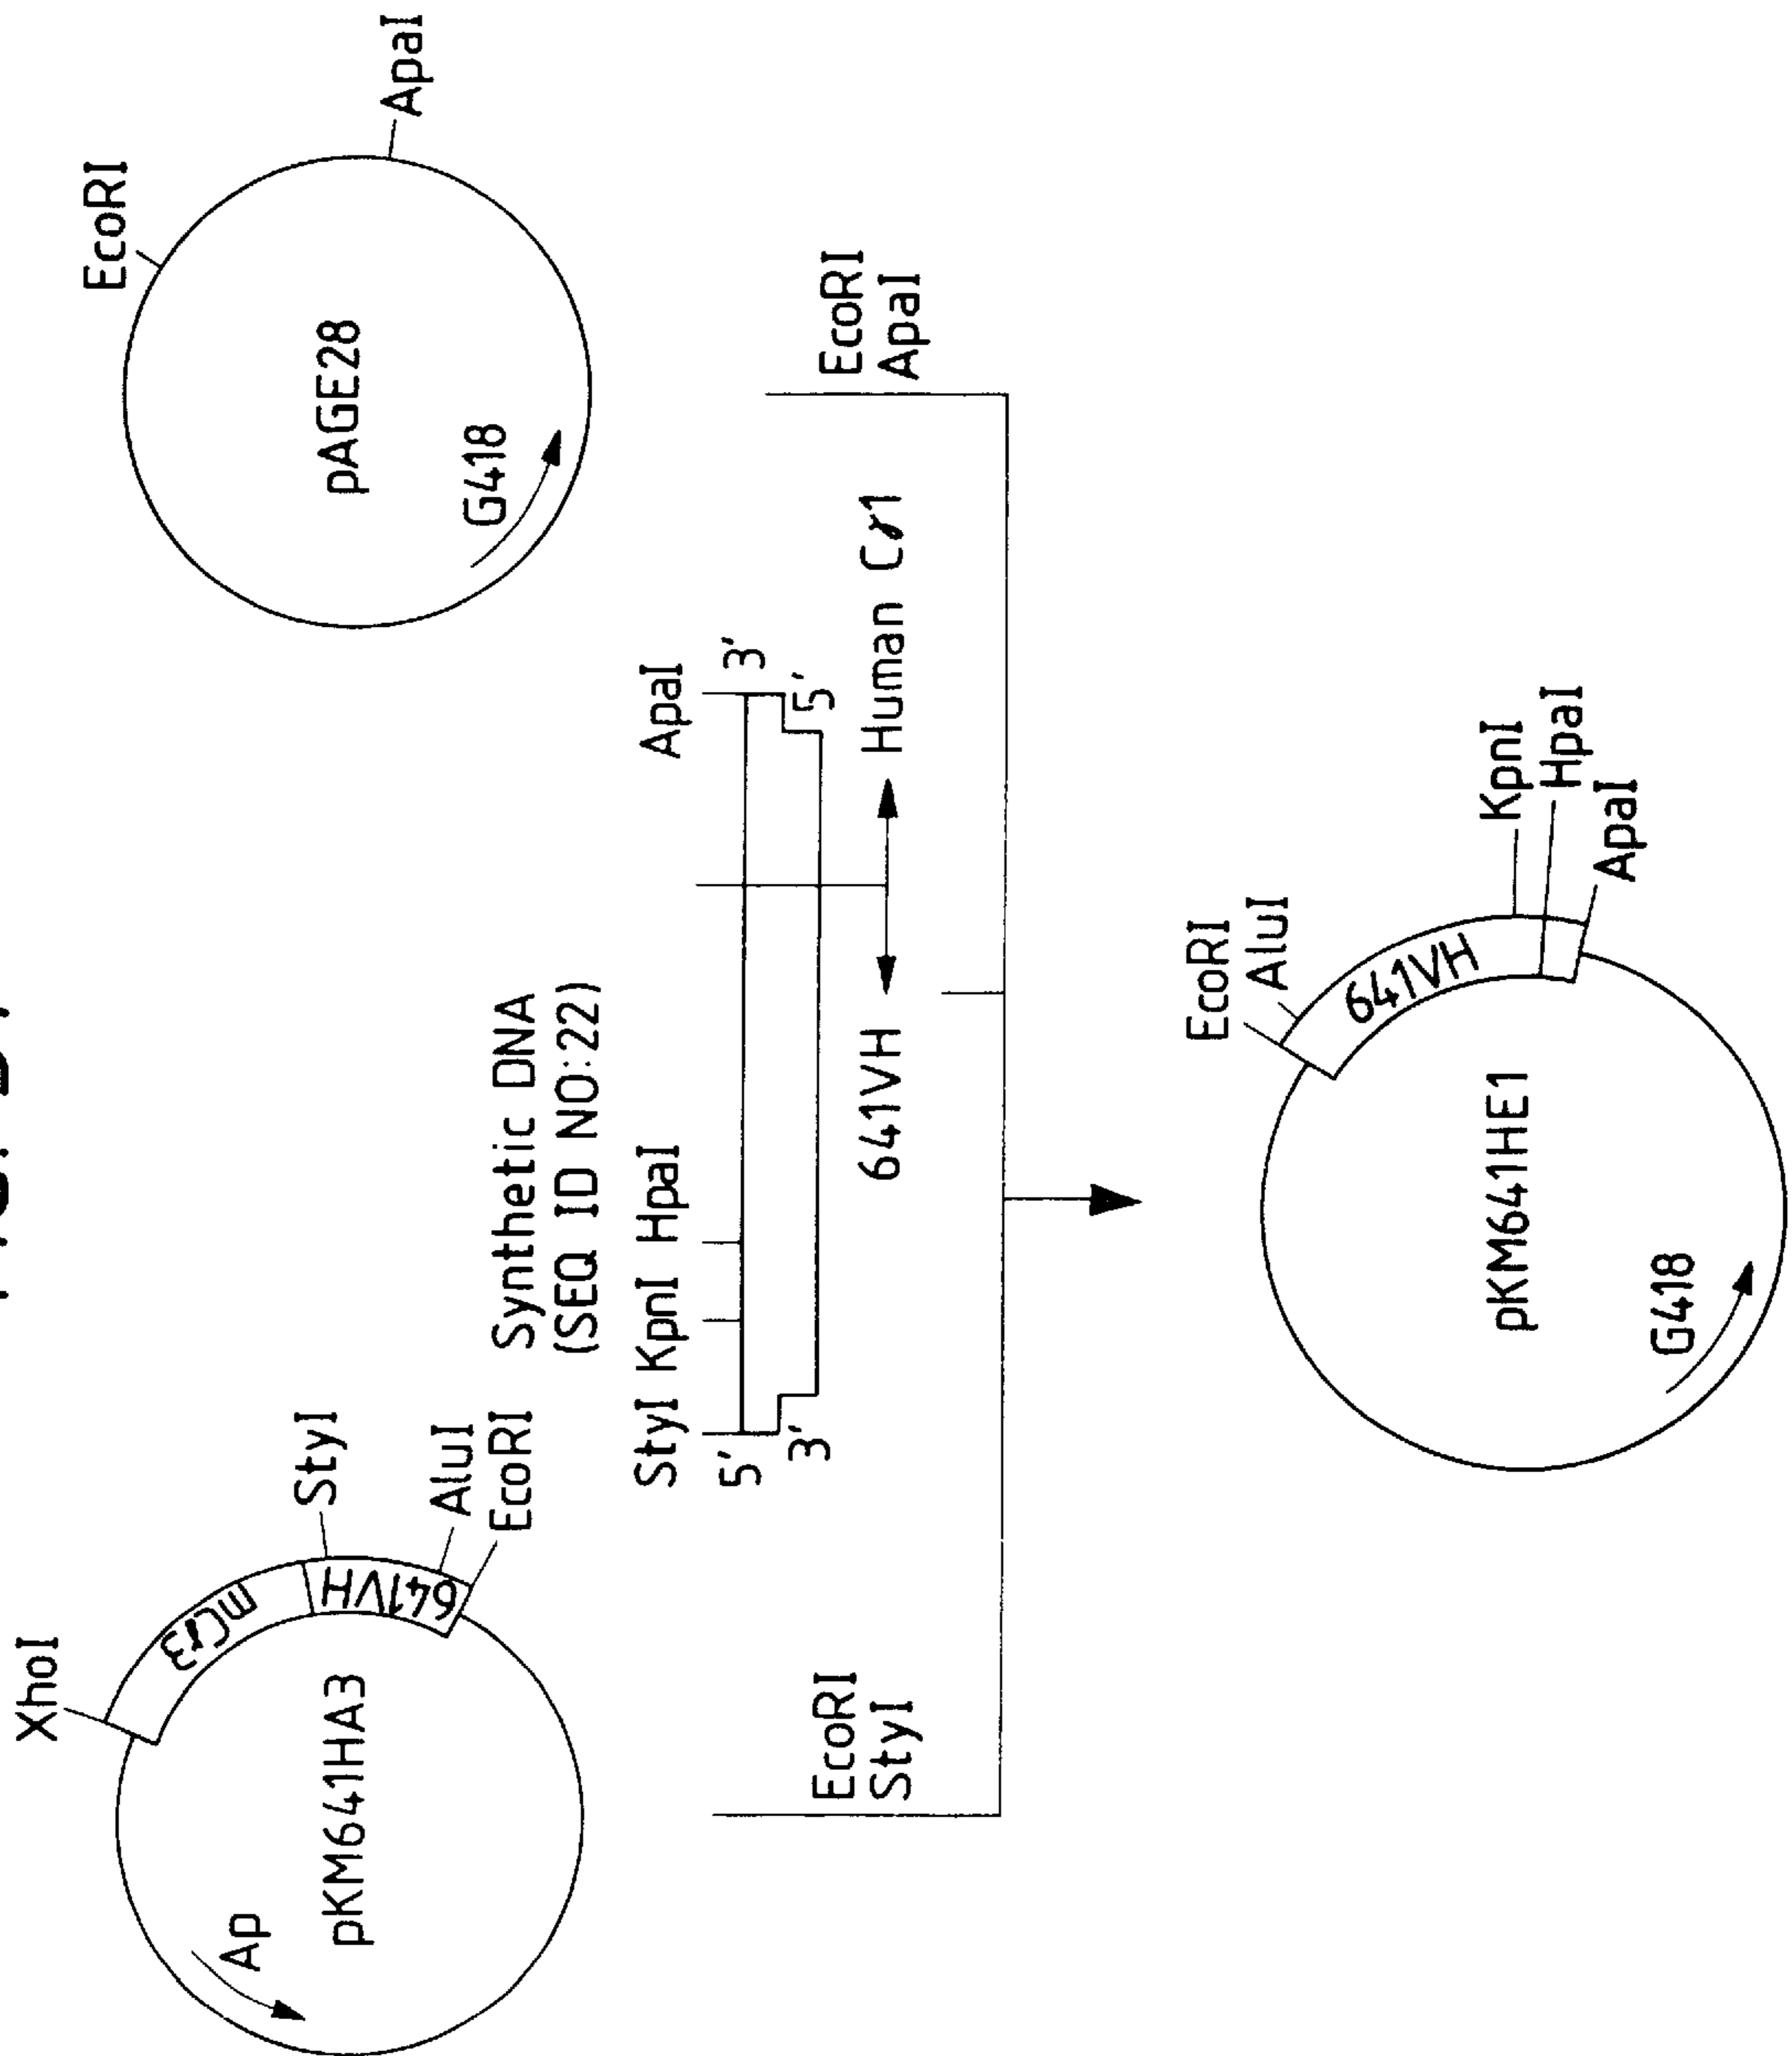 XhoI
mCγ3
StyI
641VH
AluI
EcoRI
Ap
pKM641HA3
EcoRI
ApaI
pAGE28
G418
Synthetic DNA
(SEQ ID NO:22)
StyI KpnI HpaI
ApaI
5'
3'
3'
5'
641VH
Human Cγ1
EcoRI
StyI
EcoRI
ApaI
EcoRI
AluI
641VH
KpnI
HpaI
ApaI
pKM641HE1
G418